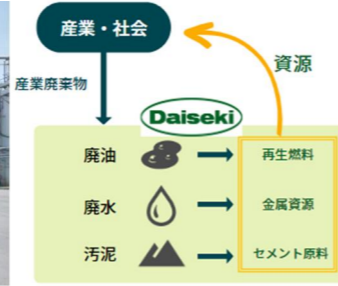 産業・社会
資源
産業廃棄物
Daiseki
廃油
再生燃料
廃水
金属資源
汚泥
セメント原料